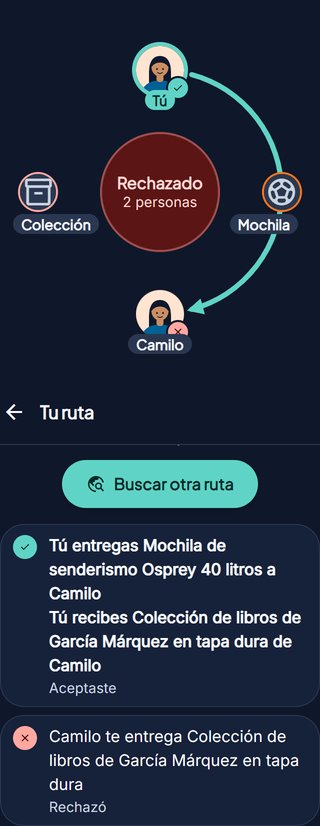 Tú
Rechazado
2 personas
Colección
Mochila
Camilo
Tu ruta
Buscar otra ruta
Tú entregas Mochila de
senderismo Osprey 40 litros a
Camilo
Tú recibes Colección de libros de
García Márquez en tapa dura de
Camilo
Aceptaste
Camilo te entrega Colección de
libros de García Márquez en tapa
dura
Rechazó